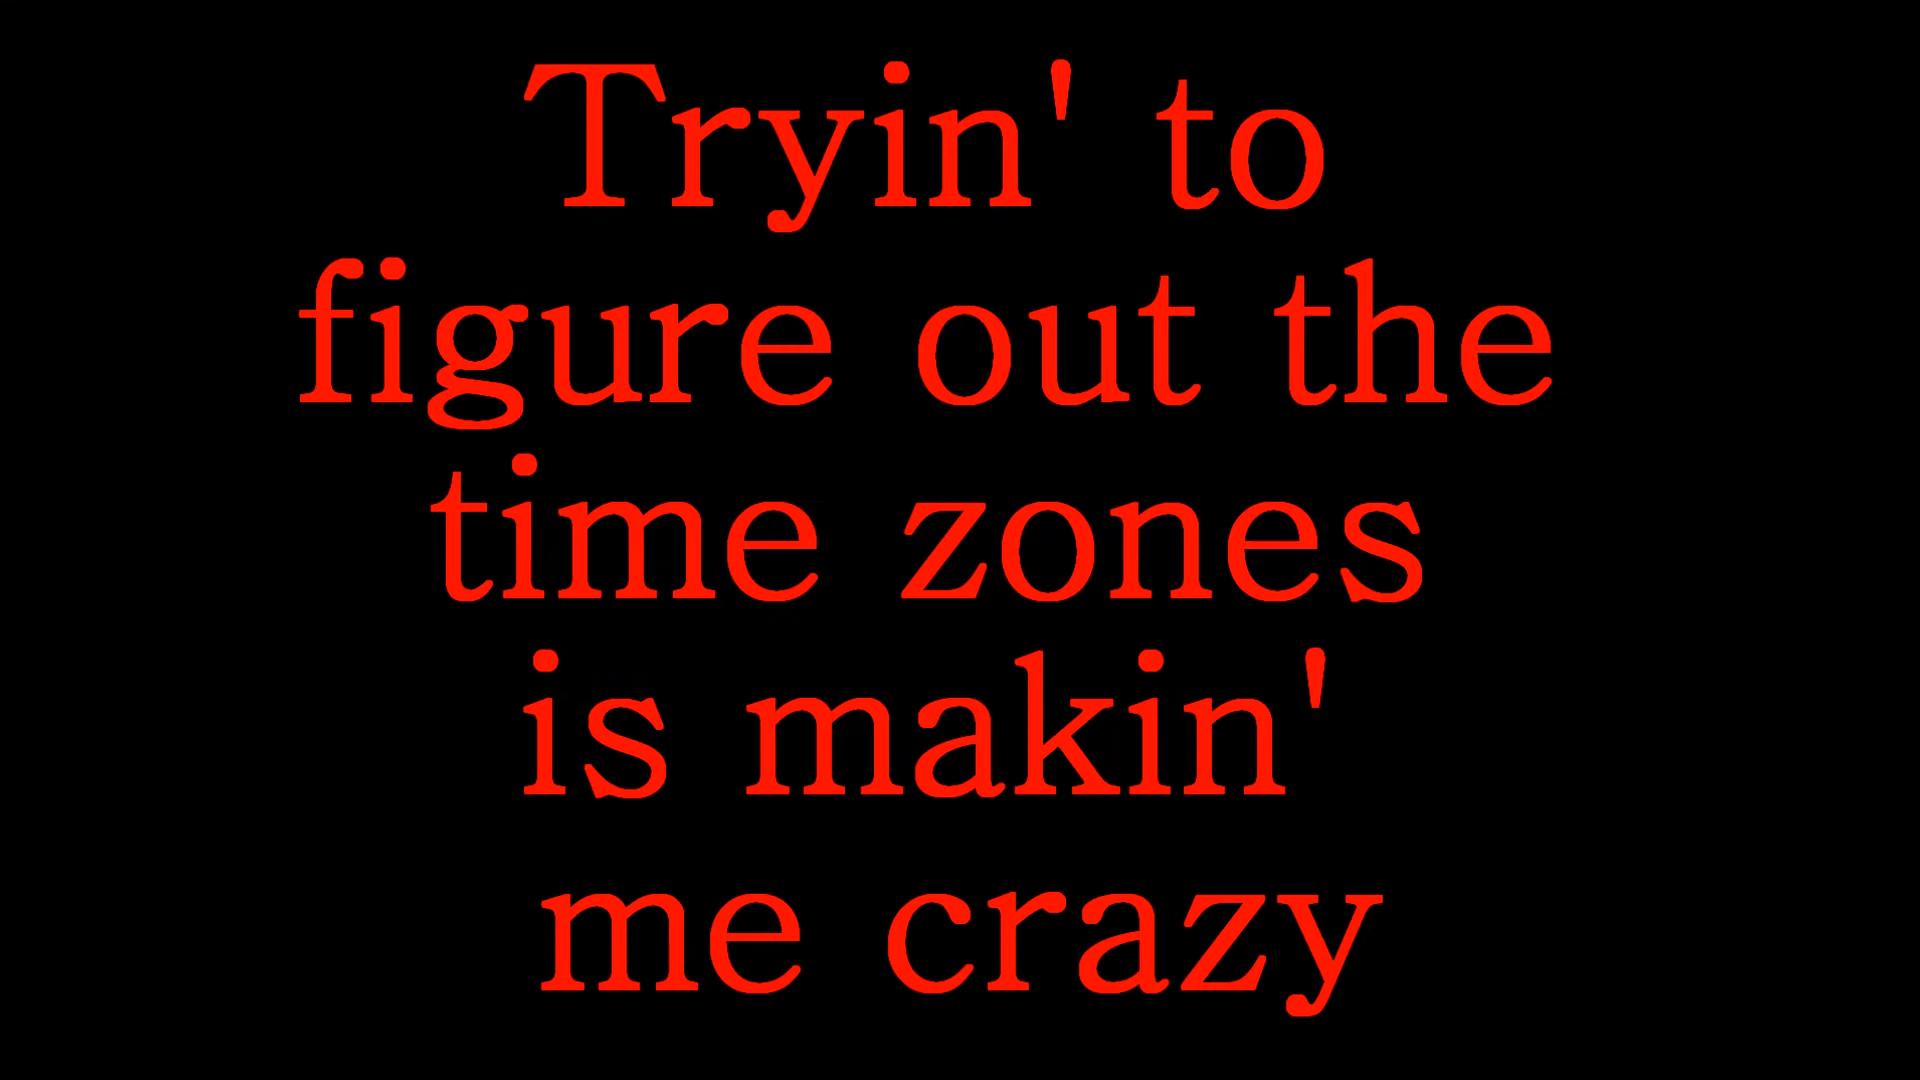 Tryin' to
figure out the
time zones
is makin'
me crazy